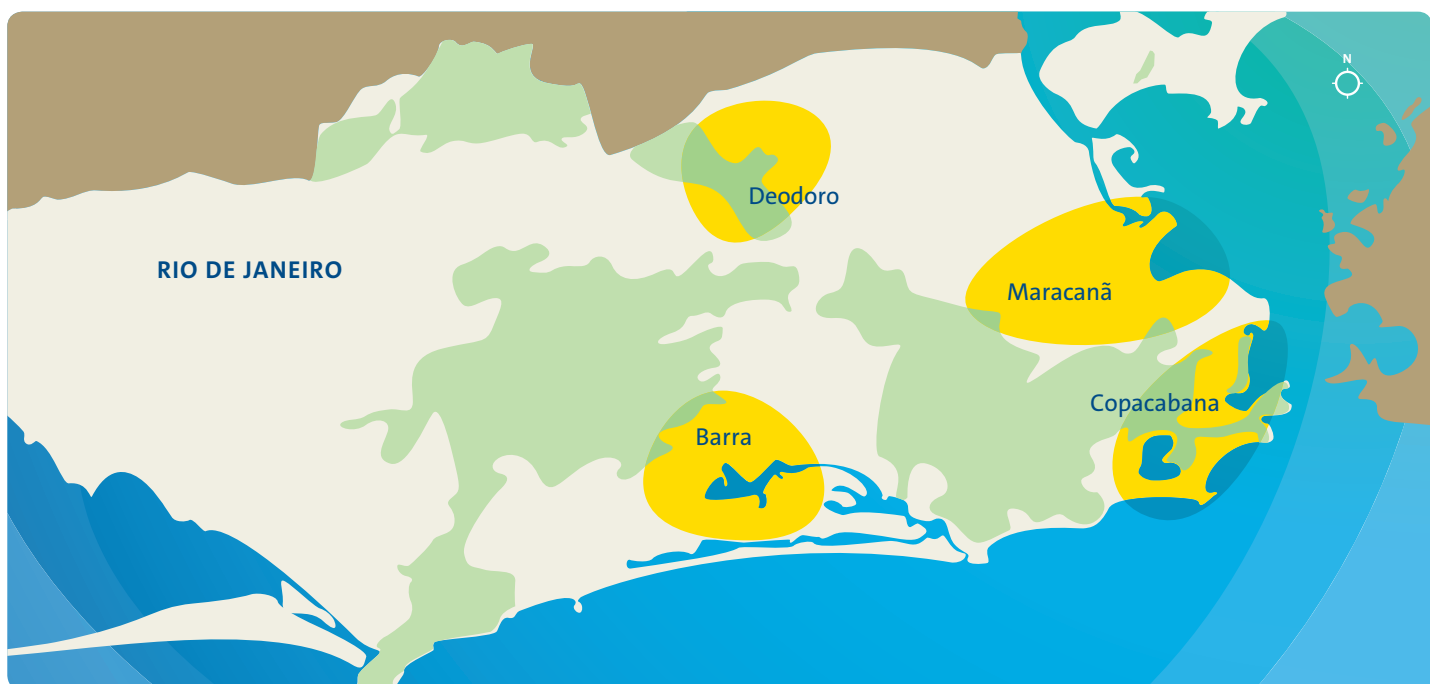 N
Deodoro
RIO DE JANEIRO
Maracanã
Copacabana
Barra